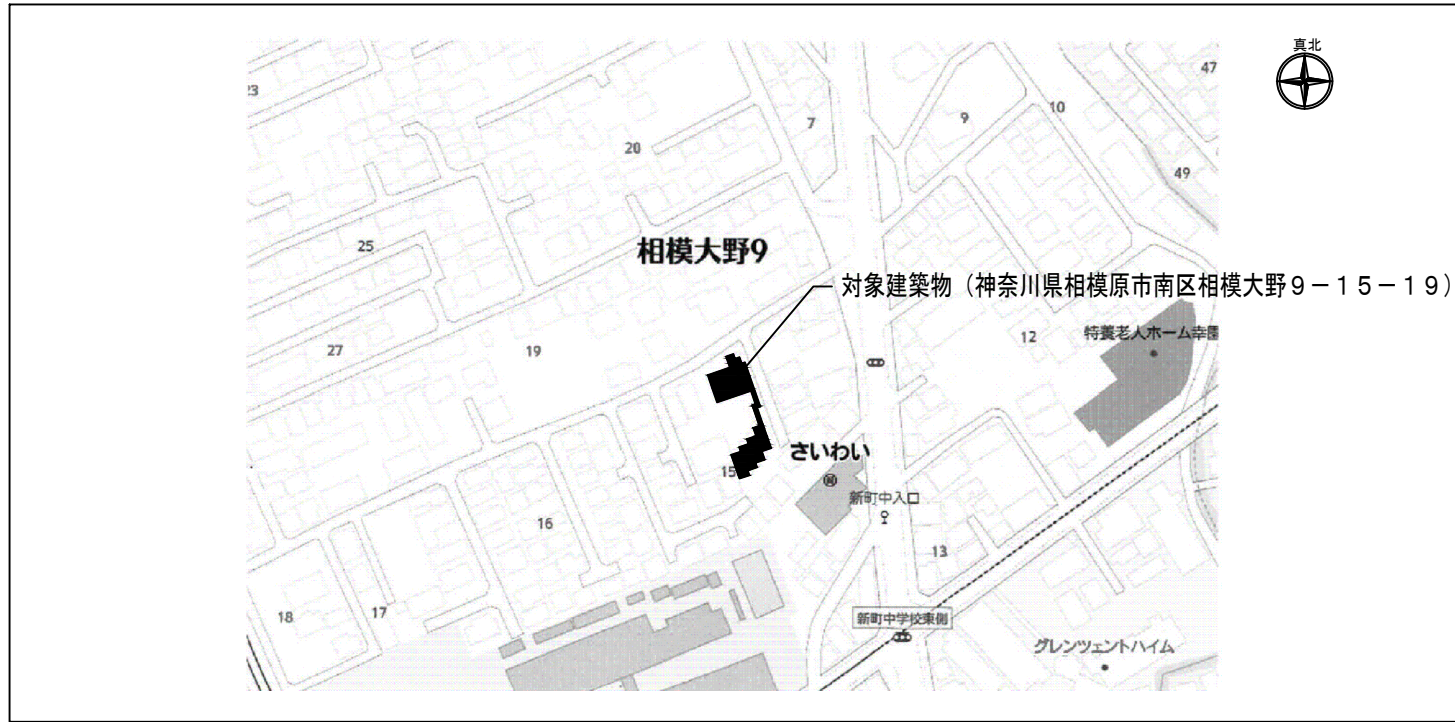 真北
47
23
10
9
7
20
49
25
相模大野9
対象建築物(神奈川県相模原市南区相模大野9-15-19)
12
特養老人ホーム幸園
27
19
さいわい
15
新町中入口
16
13
18
17
新町中学校東側
グレンツェントハイム